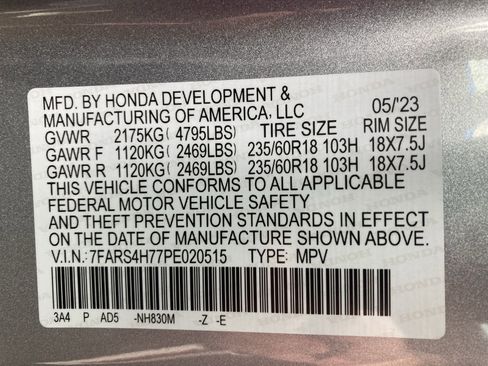 MFD. BY HONDA DEVELOPMENT &
MANUFACTURING OF AMERICA, LLC 05/'23
GVWR 2175KG(4795LBS) TIRE SIZE RIM SIZE
GAWR F 1120KG(2469LBS) 235/60R18 103H 18X7.5J
GAWR R 1120KG(2469LBS) 235/60R18 103H 18X7.5J
THIS VEHICLE CONFORMS TO ALL APPLICABLE
FEDERAL MOTOR VEHICLE SAFETY
AND THEFT PREVENTION STANDARDS IN EFFECT
ON THE DATE OF MANUFACTURE SHOWN ABOVE.
V.I.N.:7FARS4H77PE020515 TYPE: MPV
3A4 P AD5 -NH830M -Z -E